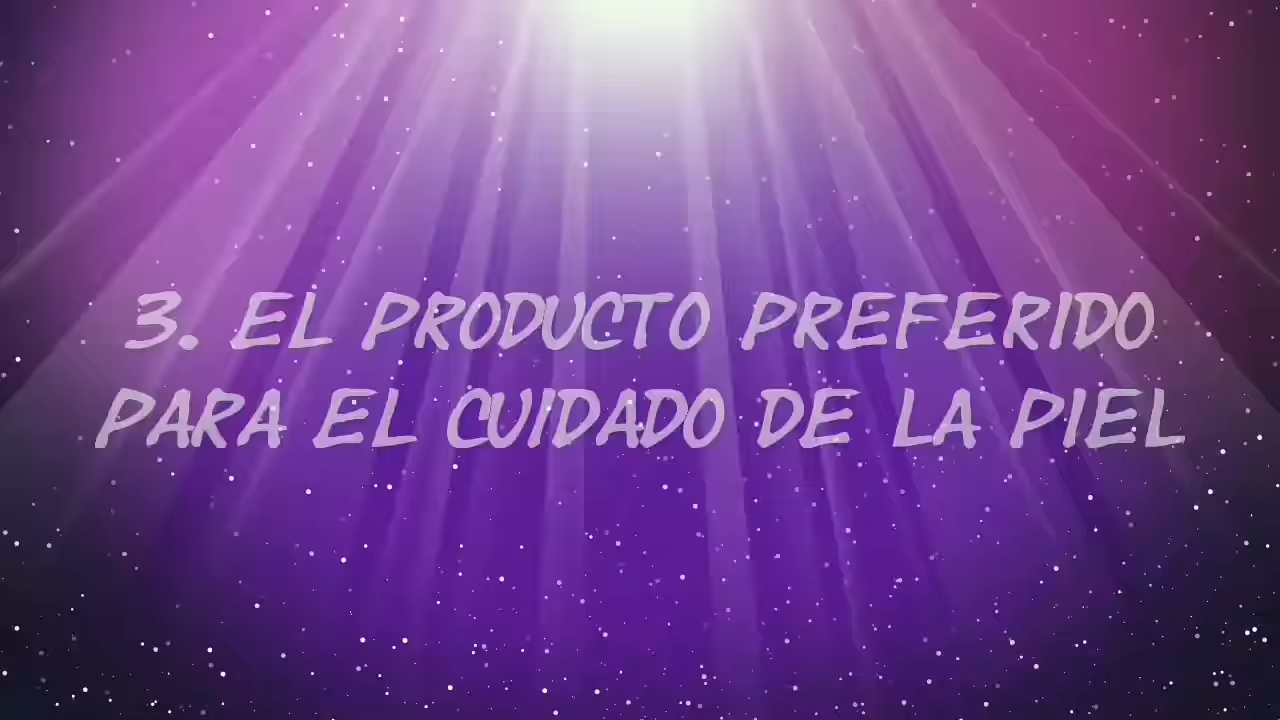 3. EL PRODUCTO PREFERIDO
PARA EL CUIDADO DE LA PIEL